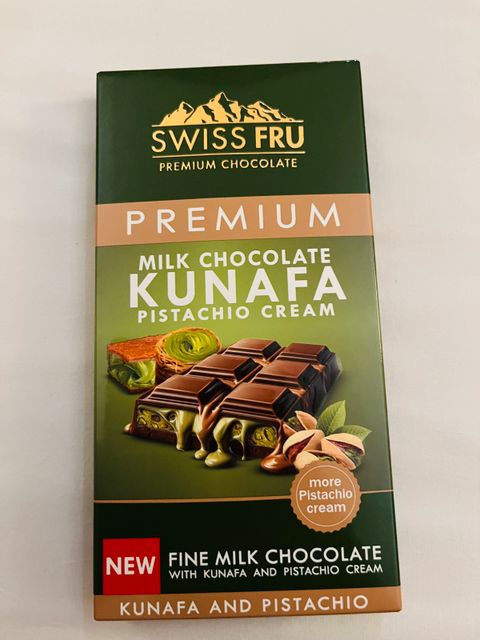 SWISS FRU
PREMIUM CHOCOLATE
PREMIUM
MILK CHOCOLATE
KUNAFA
PISTACHIO CREAM
more
Pistachio
cream
NEW
FINE MILK CHOCOLATE
WITH KUNAFA AND PISTACHIO CREAM
KUNAFA AND PISTACHIO